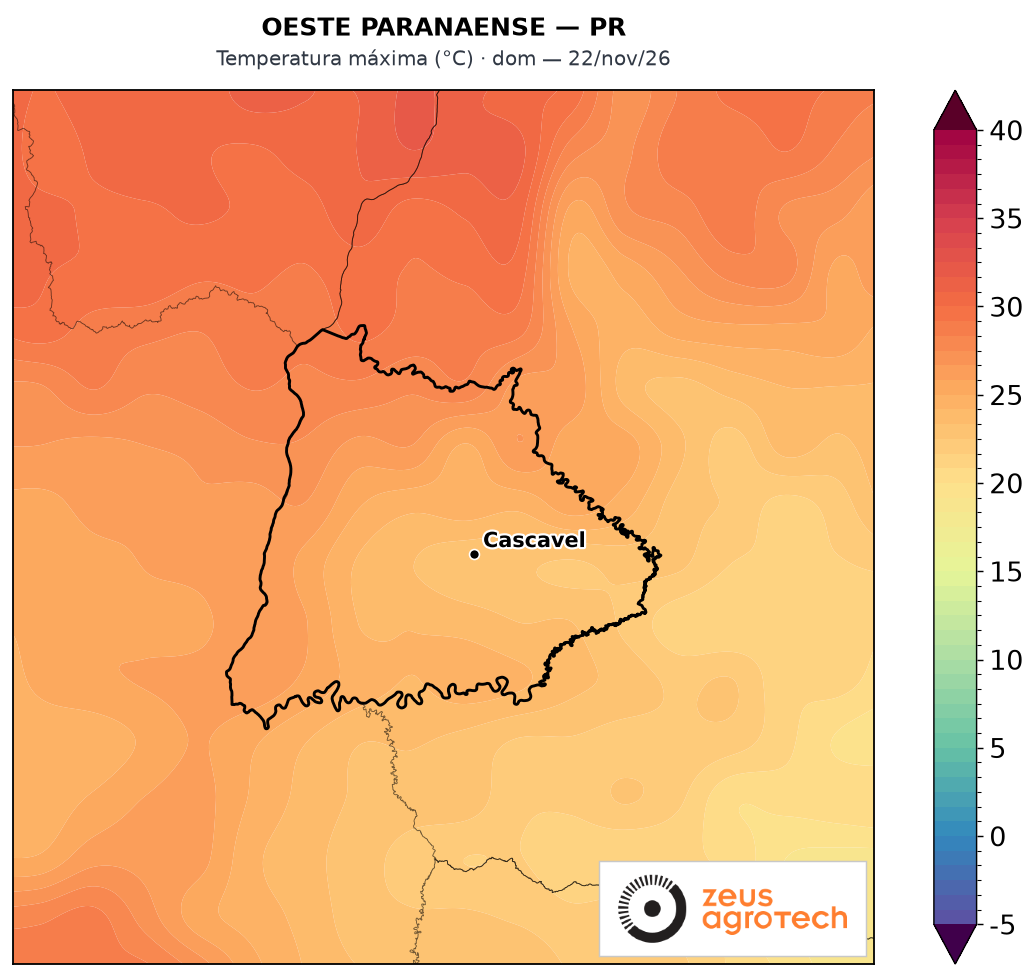 OESTE PARANAENSE — PR
Temperatura máxima (°C) · dom — 22/nov/26
Cascavel
40
35
30
25
20
15
10
5
0
-5
zeus
agrotech